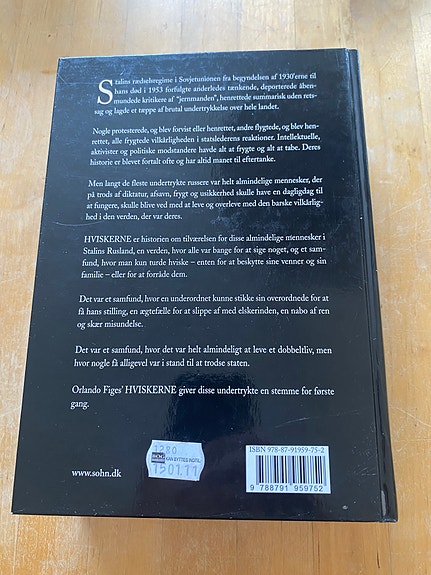 Stalins rædselsregime i Sovjetunionen fra begyndelsen af 1930'erne til
hans død i 1953 forfulgte anderledes tænkende, deporterede åben-
mundede kritikere af "jernmanden", henrettede summarisk uden rets-
sag og lagde et tæppe af brutal undertrykkelse over hele landet.
Nogle protesterede, og blev forvist eller henrettet, andre flygtede, og blev hen-
rettet, alle frygtede vilkårligheden i statslederens reaktioner. Intellektuelle,
aktivister og politiske modstandere havde alt at frygte og alt at tabe. Deres
historie er blevet fortalt ofte og har altid manet til eftertanke.
Men langt de fleste undertrykte russere var helt almindelige mennesker, der
på trods af diktatur, afsavn, frygt og usikkerhed skulle have en dagligdag til
at fungere, skulle blive ved med at leve og overleve med den barske vilkårlig-
hed i den verden, der var deres.
HVISKERNE er historien om tilværelsen for disse almindelige mennesker i
Stalins Rusland, en verden, hvor alle var bange for at sige noget, og et sam-
fund, hvor man kun turde hviske – enten for at beskytte sine venner og sin
familie – eller for at forråde dem.
Det var et samfund, hvor en underordnet kunne stikke sin overordnede for at
få hans stilling, en ægtefælle for at slippe af med elskerinden, en nabo af ren
og skær misundelse.
Det var et samfund, hvor det var helt almindeligt at leve et dobbeltliv, men
hvor nogle få alligevel var i stand til at trodse staten.
Orlando Figes' HVISKERNE giver disse undertrykte en stemme for første
gang.
www.sohn.dk
1280
BOG
KAN BYTTES INDTIL
1501.11
ISBN 978-87-91959-75-2
9 788791 959752